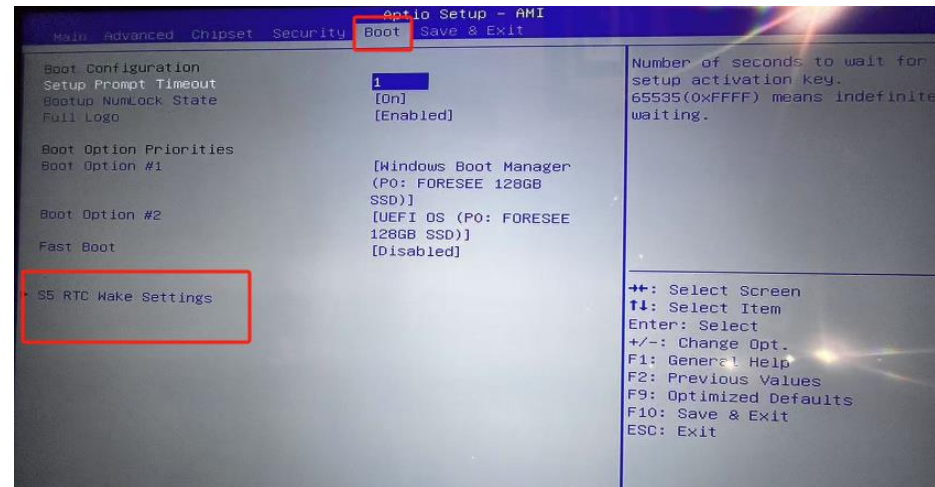 Aptio Setup - AMI
Main Advanced Chipset Security Boot Save & Exit
Boot Configuration
Setup Prompt Timeout 1
Bootup NumLock State [On]
Full Logo [Enabled]
Boot Option Priorities
Boot Option #1 [Windows Boot Manager
(P0: FORESEE 128GB
SSD)]
Boot Option #2 [UEFI OS (P0: FORESEE
128GB SSD)]
Fast Boot [Disabled]
S5 RTC Wake Settings
Number of seconds to wait for
setup activation key.
65535(0xFFFF) means indefinite
waiting.
→←: Select Screen
↑↓: Select Item
Enter: Select
+/-: Change Opt.
F1: General Help
F2: Previous Values
F9: Optimized Defaults
F10: Save & Exit
ESC: Exit